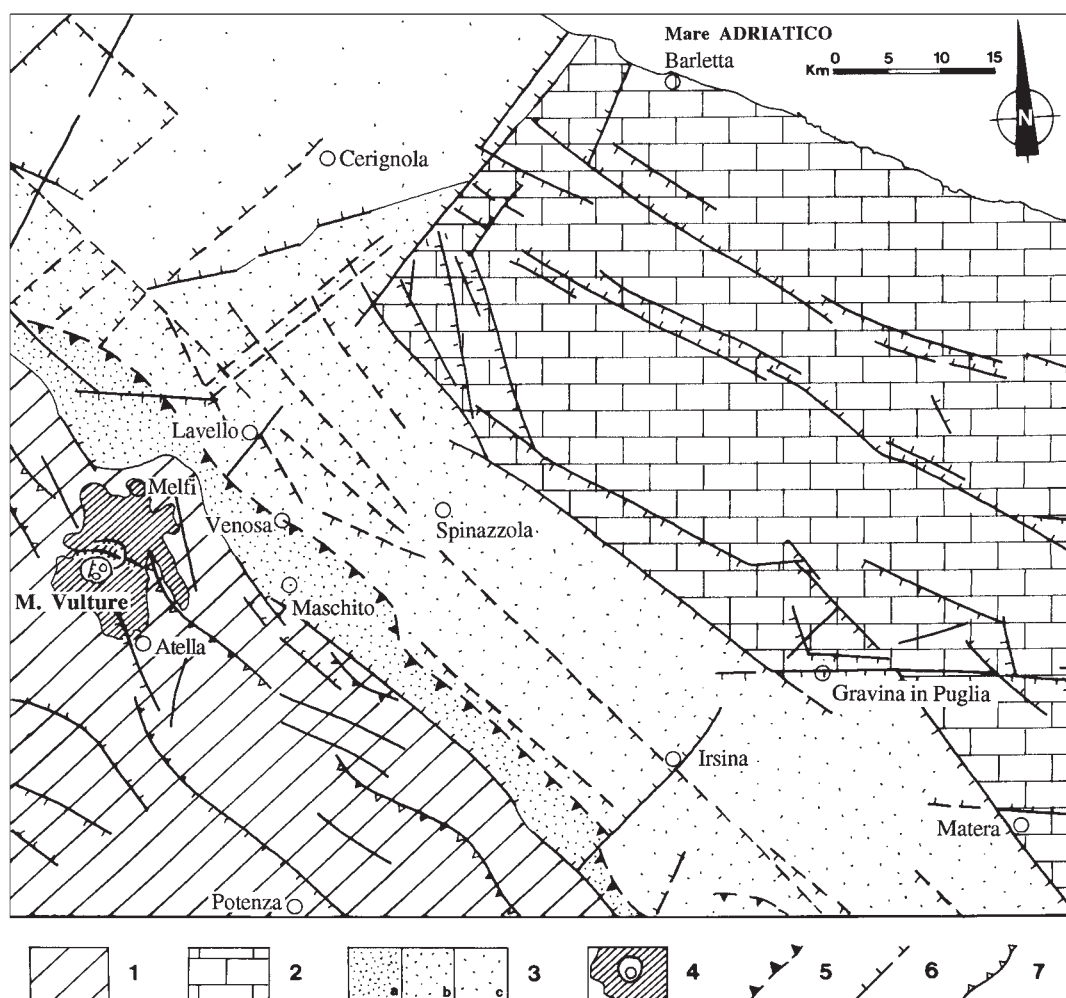 Mare ADRIATICO
Barletta
0 5 10 15
Km
N
Cerignola
Lavello
Melfi
Venosa
Spinazzola
M. Vulture
Maschito
Atella
Gravina in Puglia
Irsina
Matera
Potenza
1 2 a b c 3 4 5 6 7